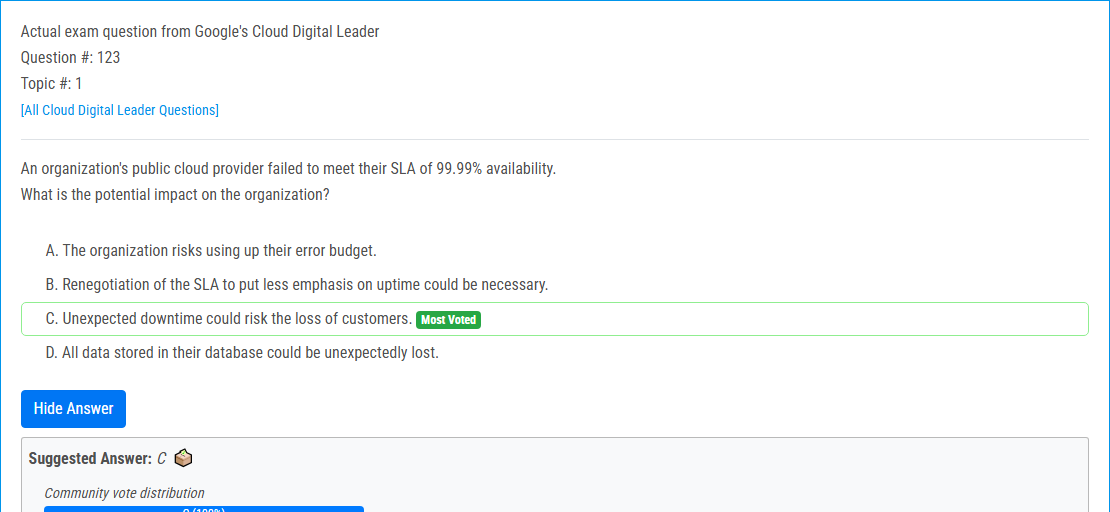 Actual exam question from Google's Cloud Digital Leader
Question #: 123
Topic #: 1
[All Cloud Digital Leader Questions]
An organization's public cloud provider failed to meet their SLA of 99.99% availability.
What is the potential impact on the organization?
A. The organization risks using up their error budget.
B. Renegotiation of the SLA to put less emphasis on uptime could be necessary.
C. Unexpected downtime could risk the loss of customers. Most Voted
D. All data stored in their database could be unexpectedly lost.
Hide Answer
Suggested Answer: C
Community vote distribution
C (100%)